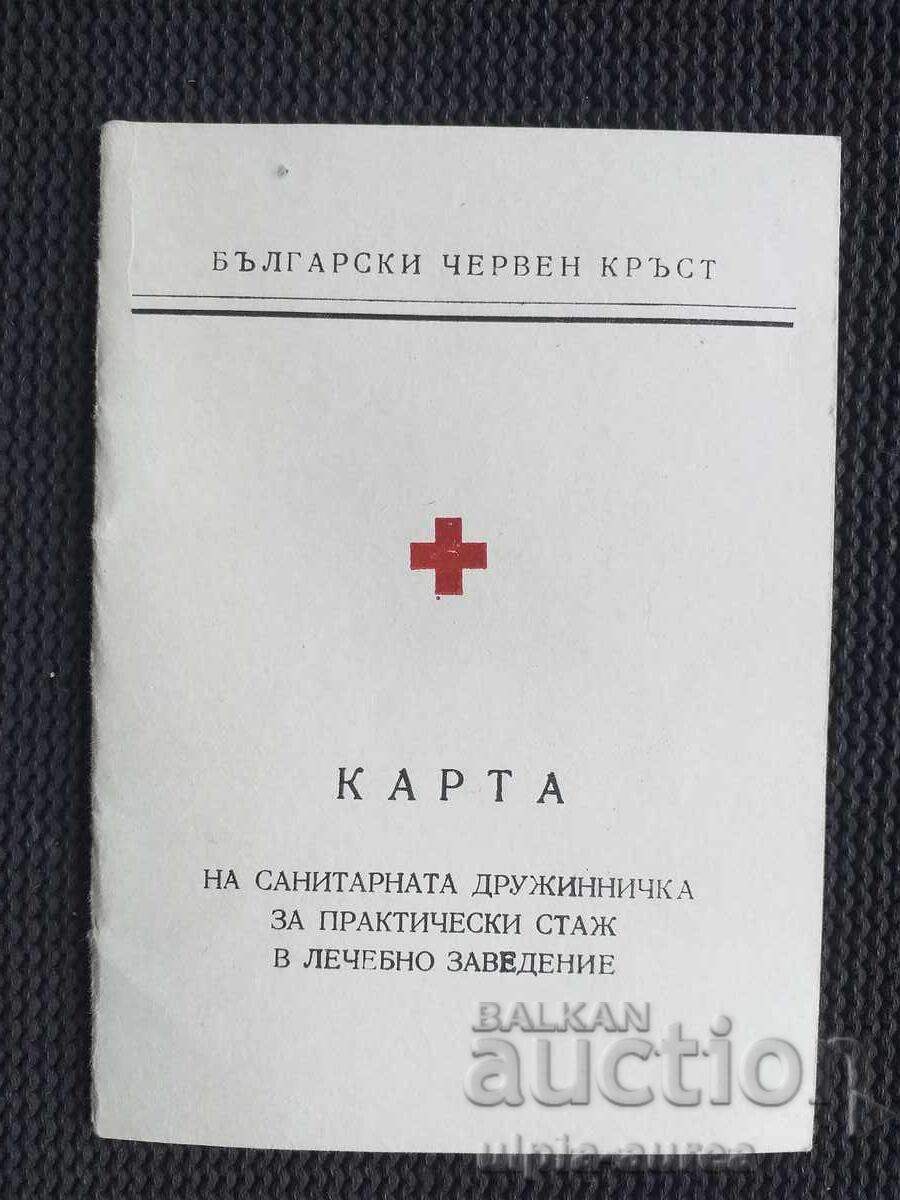 БЪЛГАРСКИ ЧЕРВЕН КРЪСТ
КАРТА
НА САНИТАРНАТА ДРУЖИННИЧКА
ЗА ПРАКТИЧЕСКИ СТАЖ
В ЛЕЧЕБНО ЗАВЕДЕНИЕ
BALKAN
auction
ulpia-aurea